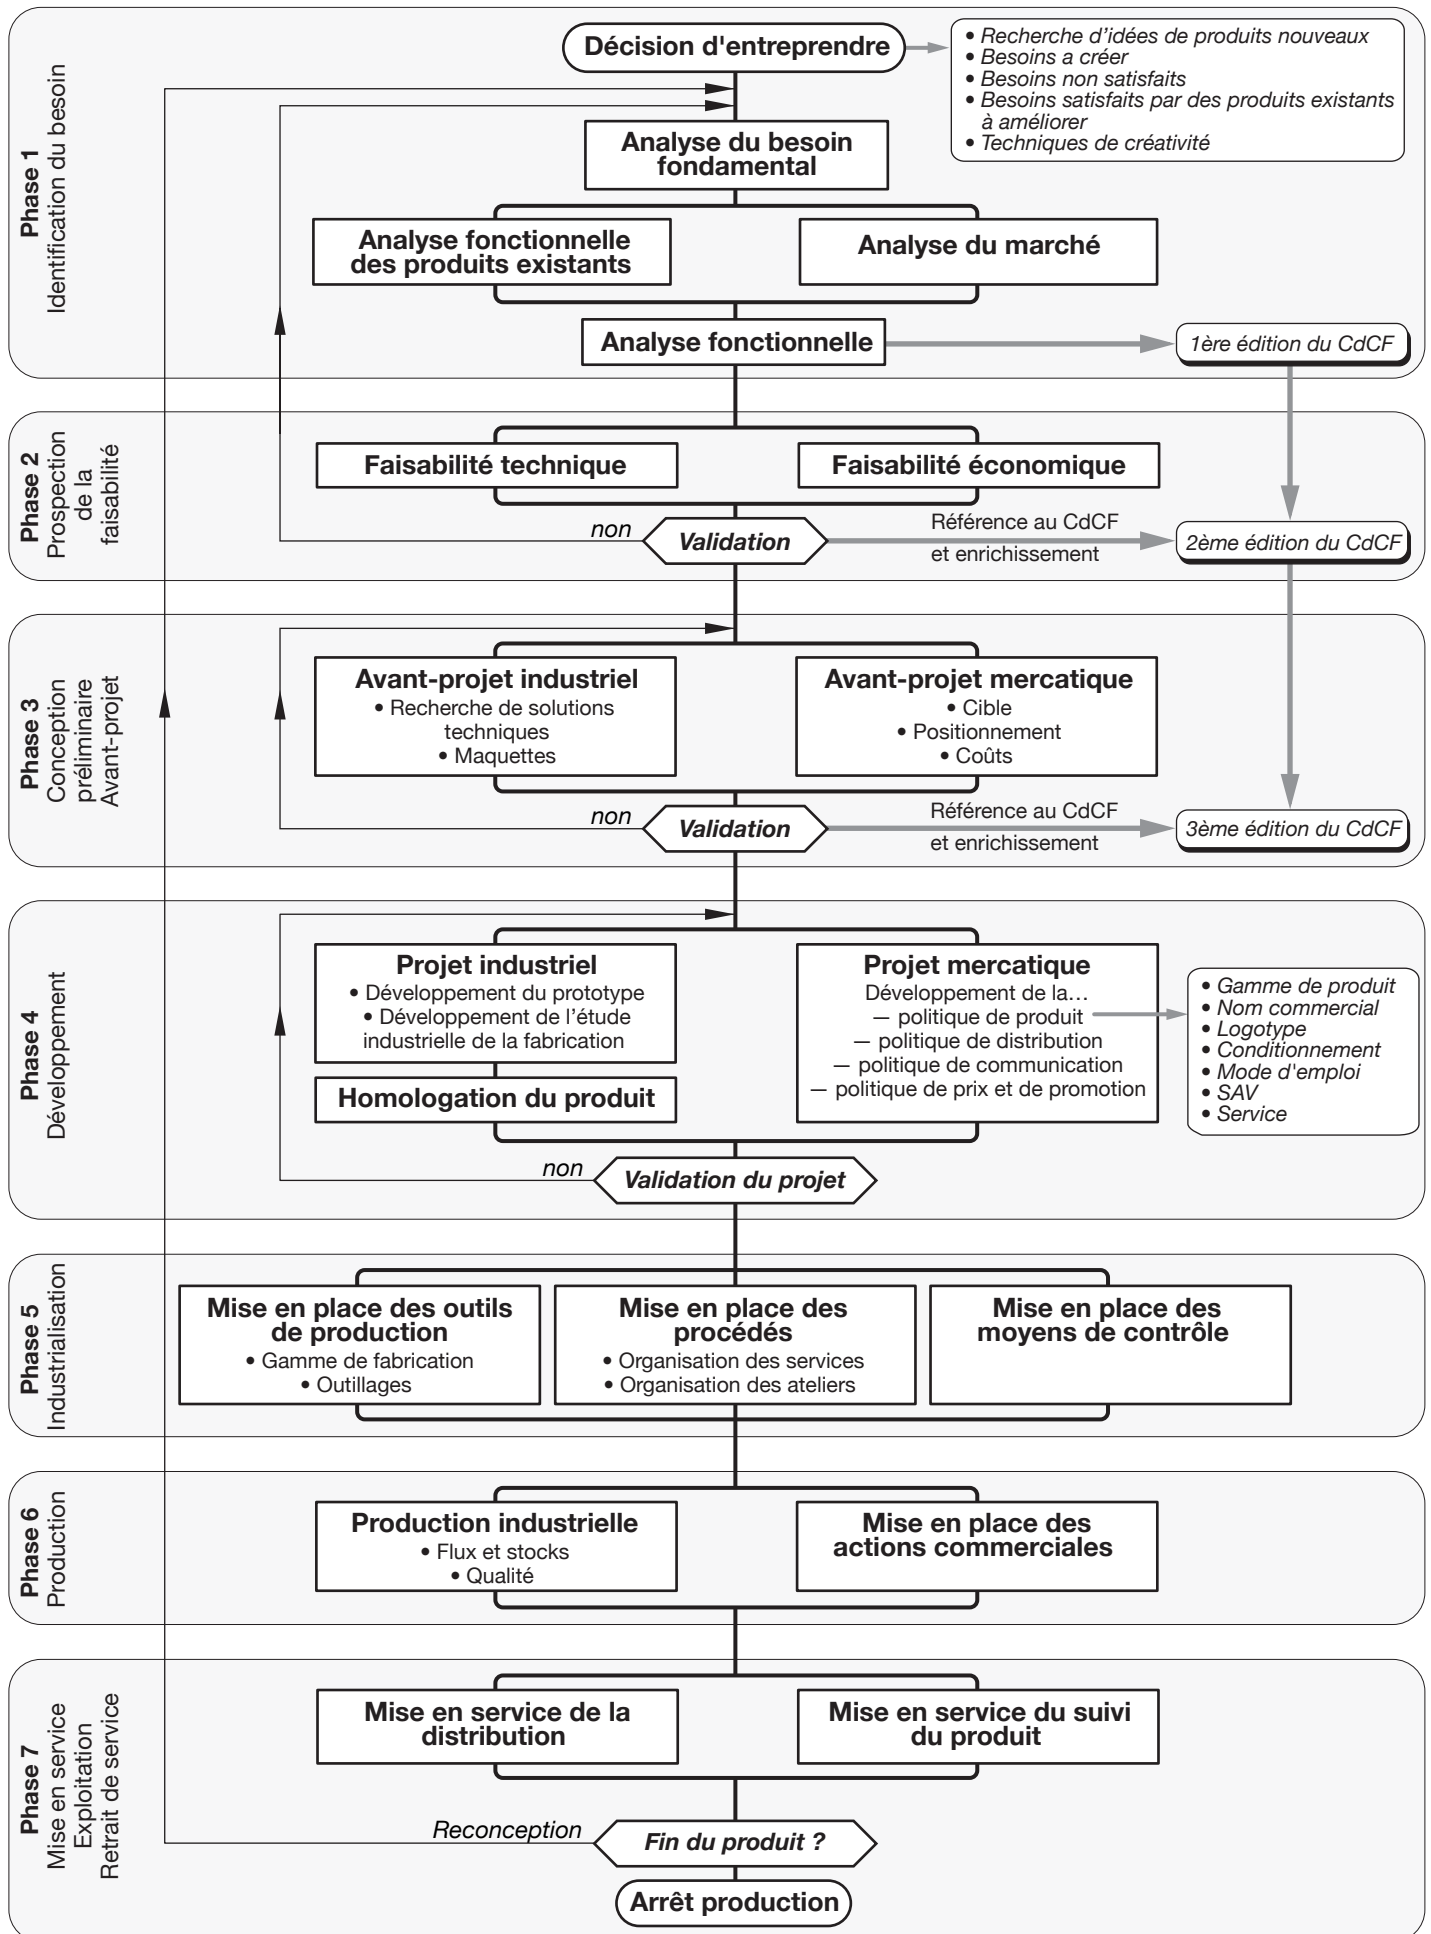 Phase 1
Identification du besoin
Décision d'entreprendre
• Recherche d’idées de produits nouveaux
• Besoins a créer
• Besoins non satisfaits
• Besoins satisfaits par des produits existants
à améliorer
• Techniques de créativité
Analyse du besoin
fondamental
Analyse fonctionnelle
des produits existants
Analyse du marché
Analyse fonctionnelle
1ère édition du CdCF
Phase 2
Prospection
de la
faisabilité
Faisabilité technique
Faisabilité économique
non
Validation
Référence au CdCF
et enrichissement
2ème édition du CdCF
Phase 3
Conception
préliminaire
Avant-projet
Avant-projet industriel
• Recherche de solutions
techniques
• Maquettes
Avant-projet mercatique
• Cible
• Positionnement
• Coûts
non
Validation
Référence au CdCF
et enrichissement
3ème édition du CdCF
Phase 4
Développement
Projet industriel
• Développement du prototype
• Développement de l’étude
industrielle de la fabrication
Homologation du produit
Projet mercatique
Développement de la…
— politique de produit
— politique de distribution
— politique de communication
— politique de prix et de promotion
• Gamme de produit
• Nom commercial
• Logotype
• Conditionnement
• Mode d'emploi
• SAV
• Service
non
Validation du projet
Phase 5
Industrialisation
Mise en place des outils
de production
• Gamme de fabrication
• Outillages
Mise en place des
procédés
• Organisation des services
• Organisation des ateliers
Mise en place des
moyens de contrôle
Phase 6
Production
Production industrielle
• Flux et stocks
• Qualité
Mise en place des
actions commerciales
Phase 7
Mise en service
Exploitation
Retrait de service
Mise en service de la
distribution
Mise en service du suivi
du produit
Reconception
Fin du produit ?
Arrêt production